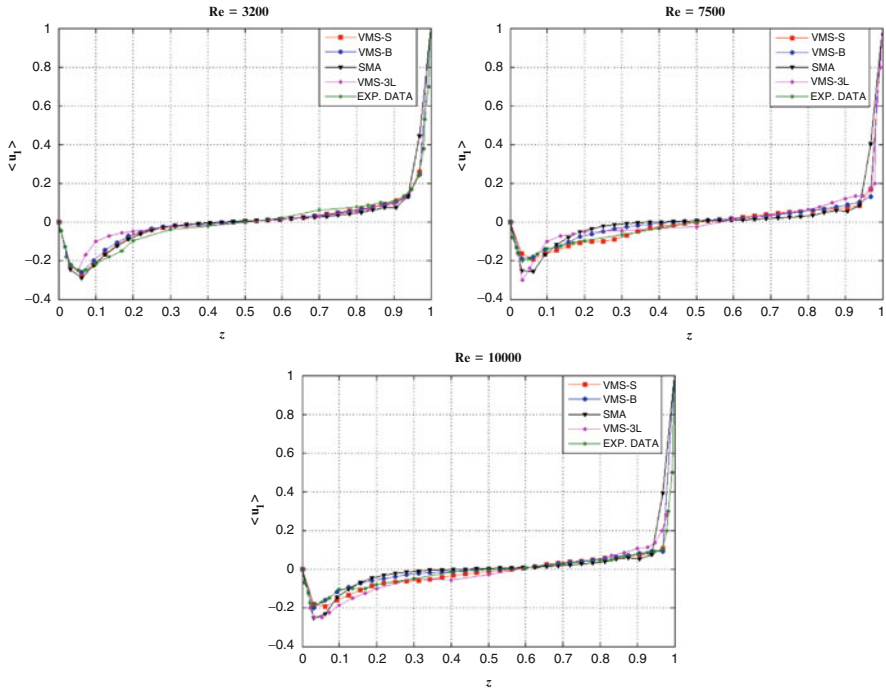 Re = 3200
1
0.8
0.6
0.4
0.2
0
−0.2
−0.4
< u1 >
VMS-S
VMS-B
SMA
VMS-3L
EXP. DATA
0 0.1 0.2 0.3 0.4 0.5 0.6 0.7 0.8 0.9 1
z
Re = 7500
1
0.8
0.6
0.4
0.2
0
−0.2
−0.4
< u1 >
VMS-S
VMS-B
SMA
VMS-3L
EXP. DATA
0 0.1 0.2 0.3 0.4 0.5 0.6 0.7 0.8 0.9 1
z
Re = 10000
1
0.8
0.6
0.4
0.2
0
−0.2
−0.4
< u1 >
VMS-S
VMS-B
SMA
VMS-3L
EXP. DATA
0 0.1 0.2 0.3 0.4 0.5 0.6 0.7 0.8 0.9 1
z